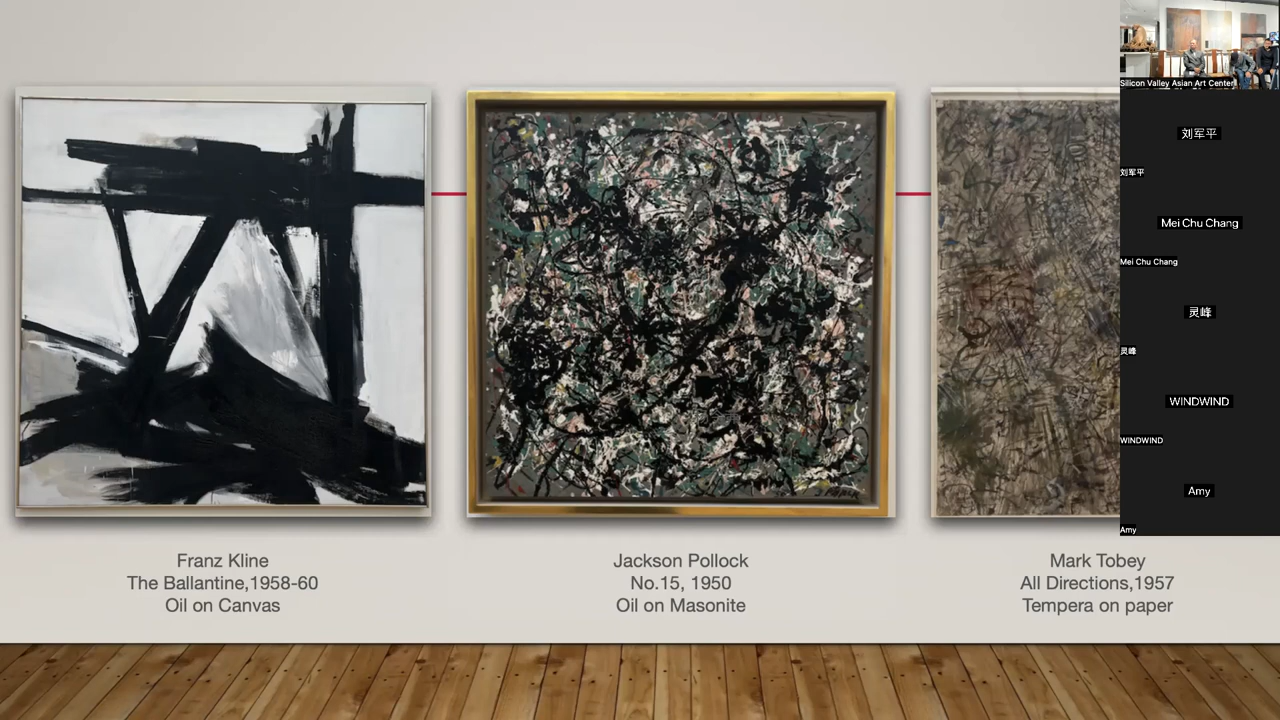 Silicon Valley Asian Art Center
刘军平
刘军平
Mei Chu Chang
Mei Chu Chang
灵峰
灵峰
WINDWIND
WINDWIND
Amy
Amy
Franz Kline
The Ballantine,1958-60
Oil on Canvas
Jackson Pollock
No.15, 1950
Oil on Masonite
Mark Tobey
All Directions,1957
Tempera on paper